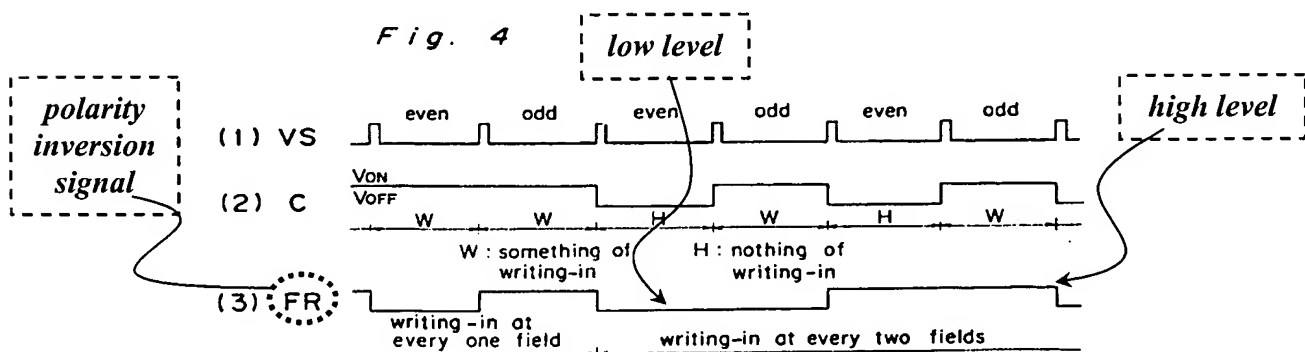 Fig. 4
low level
polarity
inversion
signal
high level
even odd even odd even odd
(1) VS
VON
VOFF
(2) C
W W H W H W
W : something of writing-in
H : nothing of writing-in
(3) FR
writing-in at every one field
writing-in at every two fields